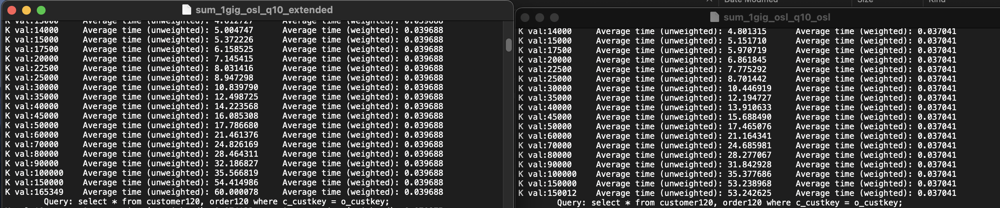 sum_1gig_osl_q10_extended
K val:14000 Average time (unweighted): 5.004747 Average time (weighted): 0.039688
K val:15000 Average time (unweighted): 5.372226 Average time (weighted): 0.039688
K val:17500 Average time (unweighted): 6.158525 Average time (weighted): 0.039688
K val:20000 Average time (unweighted): 7.145415 Average time (weighted): 0.039688
K val:22500 Average time (unweighted): 8.031416 Average time (weighted): 0.039688
K val:25000 Average time (unweighted): 8.947298 Average time (weighted): 0.039688
K val:30000 Average time (unweighted): 10.839790 Average time (weighted): 0.039688
K val:35000 Average time (unweighted): 12.498725 Average time (weighted): 0.039688
K val:40000 Average time (unweighted): 14.223568 Average time (weighted): 0.039688
K val:45000 Average time (unweighted): 16.085308 Average time (weighted): 0.039688
K val:50000 Average time (unweighted): 17.786680 Average time (weighted): 0.039688
K val:60000 Average time (unweighted): 21.461376 Average time (weighted): 0.039688
K val:70000 Average time (unweighted): 24.826169 Average time (weighted): 0.039688
K val:80000 Average time (unweighted): 28.464311 Average time (weighted): 0.039688
K val:90000 Average time (unweighted): 32.186827 Average time (weighted): 0.039688
K val:100000 Average time (unweighted): 35.566819 Average time (weighted): 0.039688
K val:150000 Average time (unweighted): 54.414986 Average time (weighted): 0.039688
K val:165349 Average time (unweighted): 60.000078 Average time (weighted): 0.039688
Query: select * from customer120, order120 where c_custkey = o_custkey;
Date Modified Size Kind
sum_1gig_osl_q10_osl
K val:14000 Average time (unweighted): 4.801315 Average time (weighted): 0.037041
K val:15000 Average time (unweighted): 5.151710 Average time (weighted): 0.037041
K val:17500 Average time (unweighted): 5.970719 Average time (weighted): 0.037041
K val:20000 Average time (unweighted): 6.861845 Average time (weighted): 0.037041
K val:22500 Average time (unweighted): 7.775292 Average time (weighted): 0.037041
K val:25000 Average time (unweighted): 8.701442 Average time (weighted): 0.037041
K val:30000 Average time (unweighted): 10.446919 Average time (weighted): 0.037041
K val:35000 Average time (unweighted): 12.194727 Average time (weighted): 0.037041
K val:40000 Average time (unweighted): 13.910633 Average time (weighted): 0.037041
K val:45000 Average time (unweighted): 15.688490 Average time (weighted): 0.037041
K val:50000 Average time (unweighted): 17.465076 Average time (weighted): 0.037041
K val:60000 Average time (unweighted): 21.164341 Average time (weighted): 0.037041
K val:70000 Average time (unweighted): 24.685981 Average time (weighted): 0.037041
K val:80000 Average time (unweighted): 28.277067 Average time (weighted): 0.037041
K val:90000 Average time (unweighted): 31.842928 Average time (weighted): 0.037041
K val:100000 Average time (unweighted): 35.377686 Average time (weighted): 0.037041
K val:150000 Average time (unweighted): 53.238968 Average time (weighted): 0.037041
K val:150012 Average time (unweighted): 53.242625 Average time (weighted): 0.037041
Query: select * from customer120, order120 where c_custkey = o_custkey;